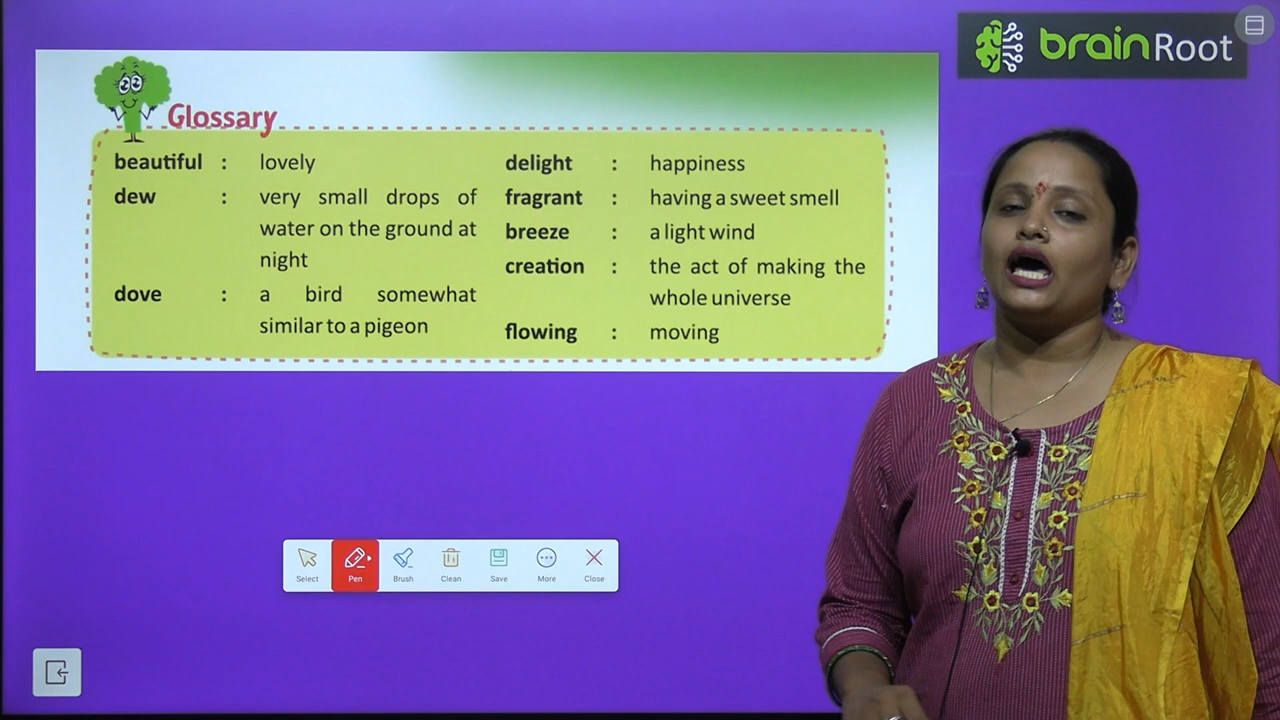 brainRoot
Glossary
beautiful : lovely
dew : very small drops of
water on the ground at
night
dove : a bird somewhat
similar to a pigeon
delight : happiness
fragrant : having a sweet smell
breeze : a light wind
creation : the act of making the
whole universe
flowing : moving
Select Pen Brush Clean Save More Close